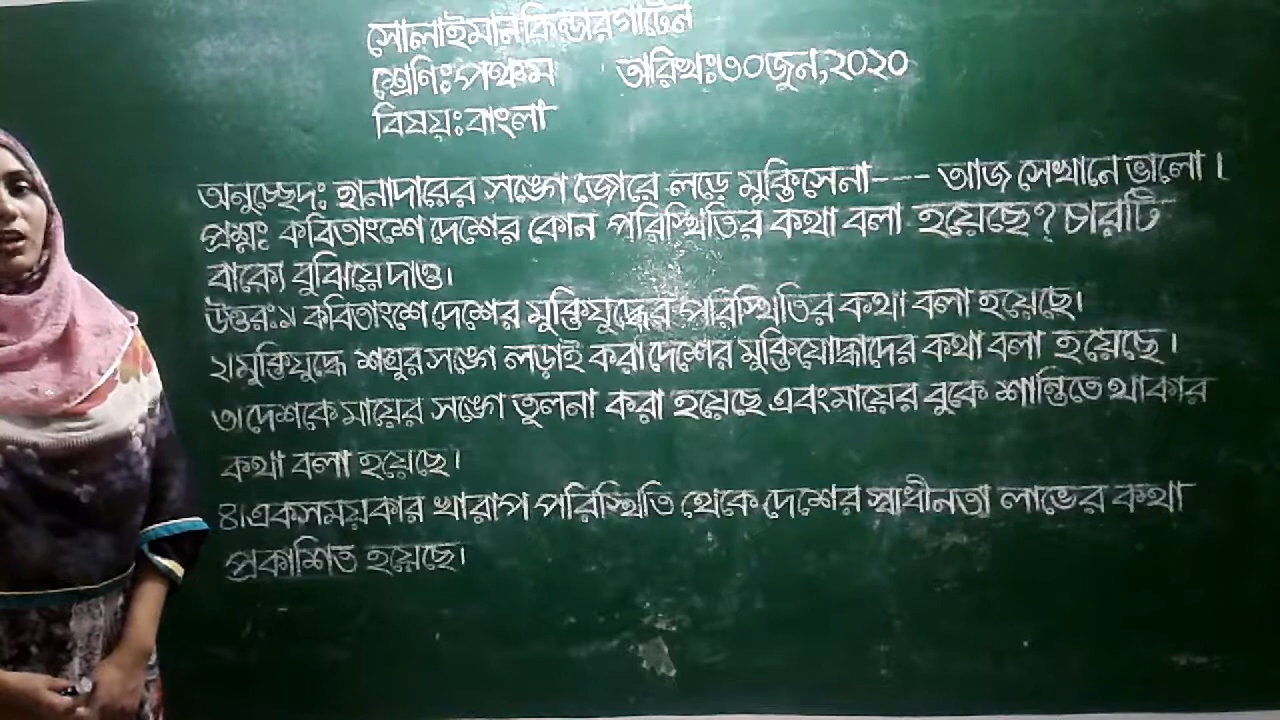 সোলাইমান কিন্ডারগার্টেন
শ্রেণিঃপঞ্চম তারিখঃ৩০জুন,২০২০
বিষয়ঃবাংলা
অনুচ্ছেদঃ হানাদারের সঙ্গে জোরে লড়ে মুক্তিসেনা---- আজ সেখানে ভালো।
প্রশ্নঃ কবিতাংশে দেশের কোন পরিস্থিতির কথা বলা হয়েছে? চারটি
বাক্যে বুঝিয়ে দাও।
উত্তরঃ১ কবিতাংশে দেশের মুক্তিযুদ্ধের পরিস্থিতির কথা বলা হয়েছে।
২।মুক্তিযুদ্ধে শত্রুর সঙ্গে লড়াই করা দেশের মুক্তিযোদ্ধাদের কথা বলা হয়েছে।
৩।দেশকে মায়ের সঙ্গে তুলনা করা হয়েছে এবং মায়ের বুকে শান্তিতে থাকার
কথা বলা হয়েছে।
৪।একসময়কার খারাপ পরিস্থিতি থেকে দেশের স্বাধীনতা লাভের কথা
প্রকাশিত হয়েছে।